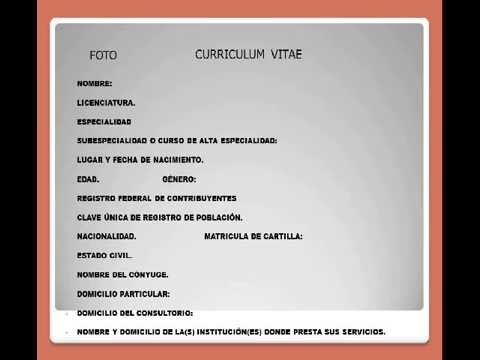 FOTO CURRICULUM VITAE
NOMBRE:
LICENCIATURA.
ESPECIALIDAD
SUBESPECIALIDAD O CURSO DE ALTA ESPECIALIDAD:
LUGAR Y FECHA DE NACIMIENTO.
EDAD. GÉNERO:
REGISTRO FEDERAL DE CONTRIBUYENTES
CLAVE ÚNICA DE REGISTRO DE POBLACIÓN.
NACIONALIDAD. MATRICULA DE CARTILLA:
ESTADO CIVIL.
NOMBRE DEL CÓNYUGE.
DOMICILIO PARTICULAR:
DOMICILIO DEL CONSULTORIO:
NOMBRE Y DOMICILIO DE LA(S) INSTITUCIÓN(ES) DONDE PRESTA SUS SERVICIOS.